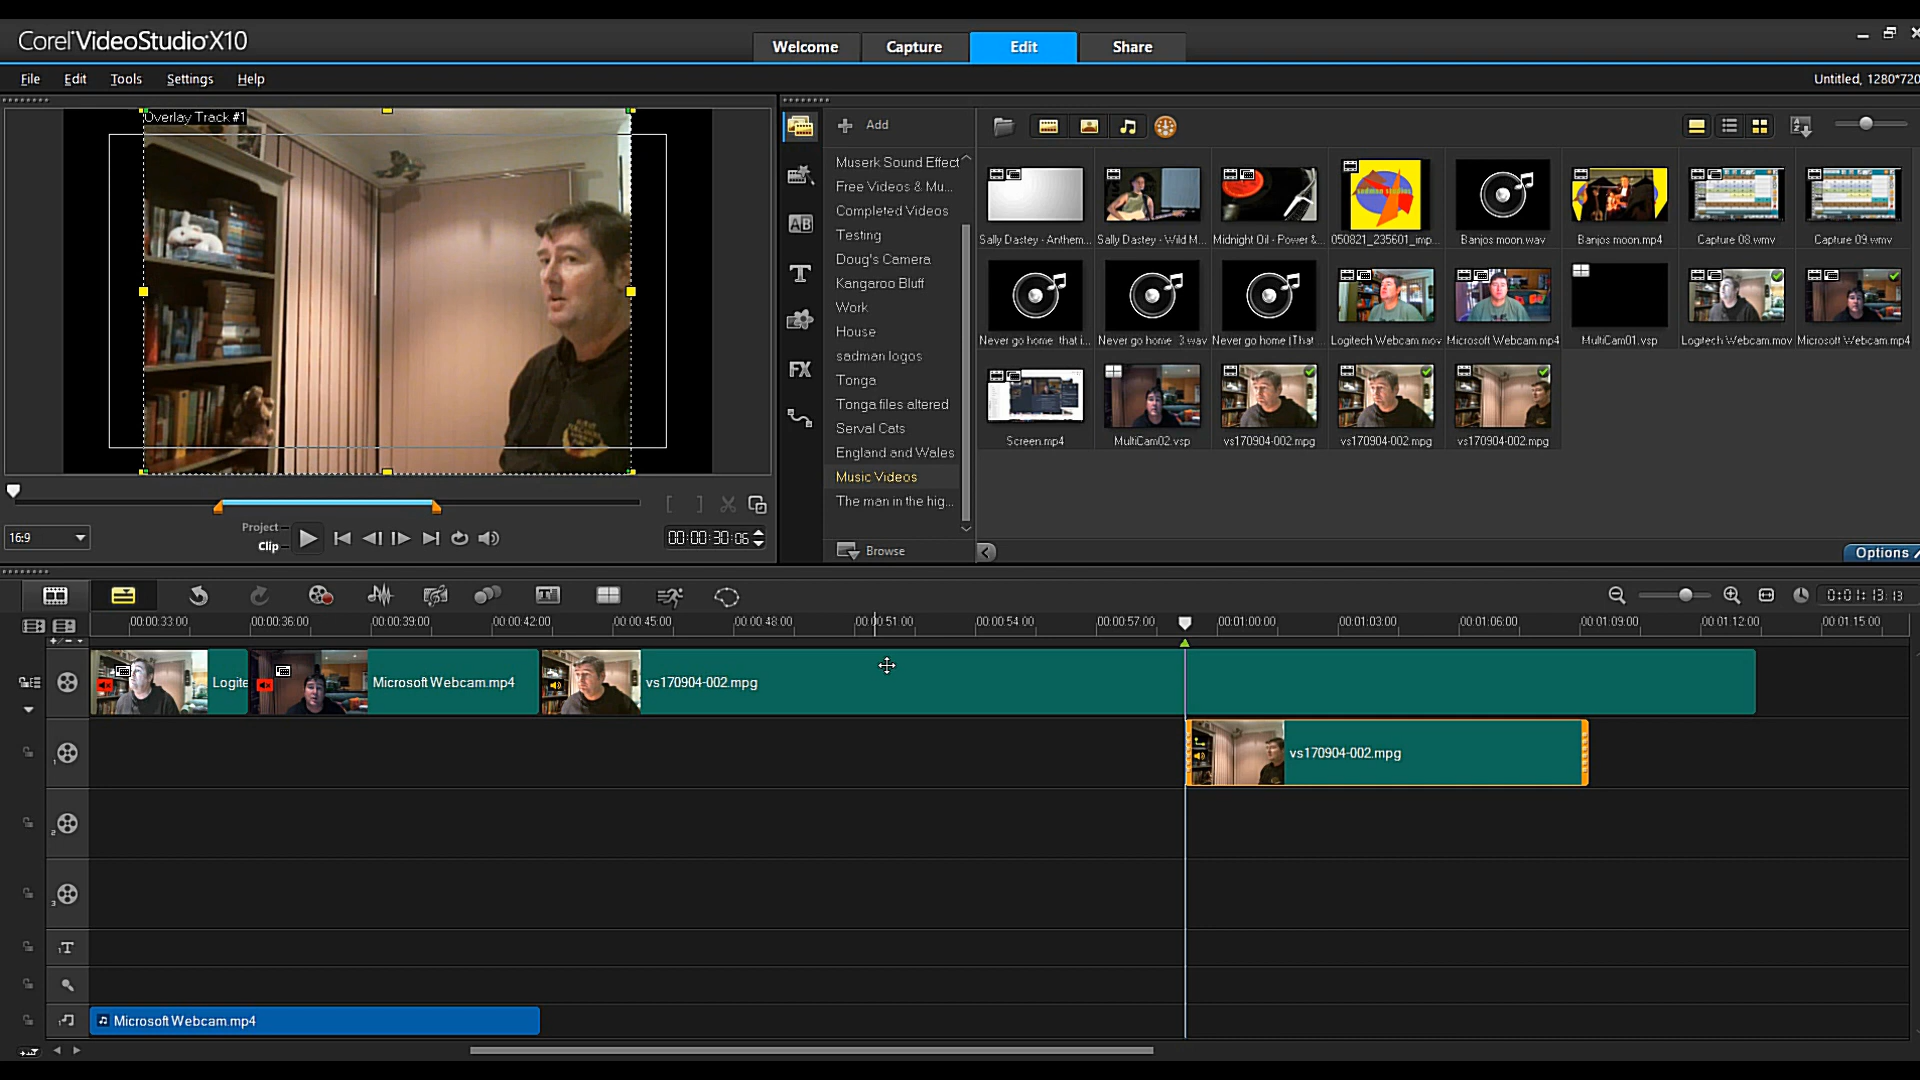 Corel VideoStudio X10
Welcome
Capture
Edit
Share
File
Edit
Tools
Settings
Help
Untitled, 1280*720
Overlay Track #1
Add
Muserk Sound Effect
Free Videos & Mu...
Completed Videos
Testing
Doug's Camera
Kangaroo Bluff
Work
House
sadman logos
Tonga
Tonga files altered
Serval Cats
England and Wales
Music Videos
The man in the hig...
Browse
Sally Dastey - Anthem...
Sally Dastey - Wild M...
Midnight Oil - Power &...
050821_235601_imp...
Banjos moon.wav
Banjos moon.mp4
Capture 08.wmv
Capture 09.wmv
Never go home that i...
Never go home 3.wav
Never go home |That ...
Logitech Webcam.mov
Microsoft Webcam.mp4
MultiCam01.vsp
Logitech Webcam.mov
Microsoft Webcam.mp4
Screen.mp4
MultiCam02.vsp
vs170904-002.mpg
vs170904-002.mpg
vs170904-002.mpg
AB
T
FX
16:9
Project
Clip
00:00:30:06
Options
0:01:13:13
00:00:33:00
00:00:36:00
00:00:39:00
00:00:42:00
00:00:45:00
00:00:48:00
00:00:51:00
00:00:54:00
00:00:57:00
00:01:00:00
00:01:03:00
00:01:06:00
00:01:09:00
00:01:12:00
00:01:15:00
Logite
Microsoft Webcam.mp4
vs170904-002.mpg
1
vs170904-002.mpg
2
3
1T
Microsoft Webcam.mp4